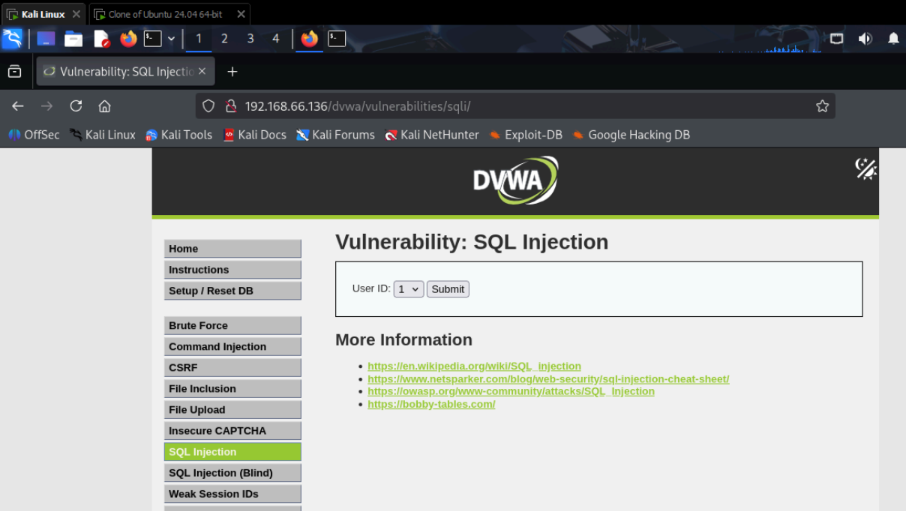 Kali Linux
Clone of Ubuntu 24.04 64-bit
1 2 3 4
Vulnerability: SQL Injectio
192.168.66.136/dvwa/vulnerabilities/sqli/
OffSec Kali Linux Kali Tools Kali Docs Kali Forums Kali NetHunter Exploit-DB Google Hacking DB
DVWA
Home
Instructions
Setup / Reset DB
Brute Force
Command Injection
CSRF
File Inclusion
File Upload
Insecure CAPTCHA
SQL Injection
SQL Injection (Blind)
Weak Session IDs
Vulnerability: SQL Injection
User ID: 1 Submit
More Information
https://en.wikipedia.org/wiki/SQL_injection
https://www.netsparker.com/blog/web-security/sql-injection-cheat-sheet/
https://owasp.org/www-community/attacks/SQL_Injection
https://bobby-tables.com/